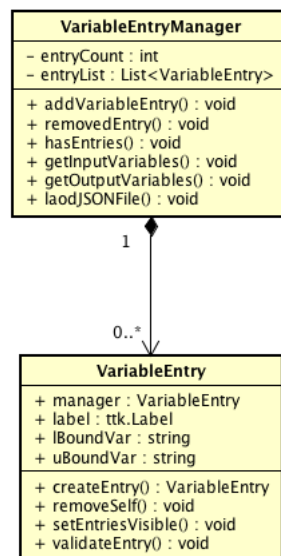 VariableEntryManager
- entryCount : int
- entryList : List<VariableEntry>
+ addVariableEntry() : void
+ removedEntry() : void
+ hasEntries() : void
+ getInputVariables() : void
+ getOutputVariables() : void
+ laodJSONFile() : void
1
0..*
VariableEntry
+ manager : VariableEntry
+ label : ttk.Label
+ lBoundVar : string
+ uBoundVar : string
+ createEntry() : VariableEntry
+ removeSelf() : void
+ setEntriesVisible() : void
+ validateEntry() : void